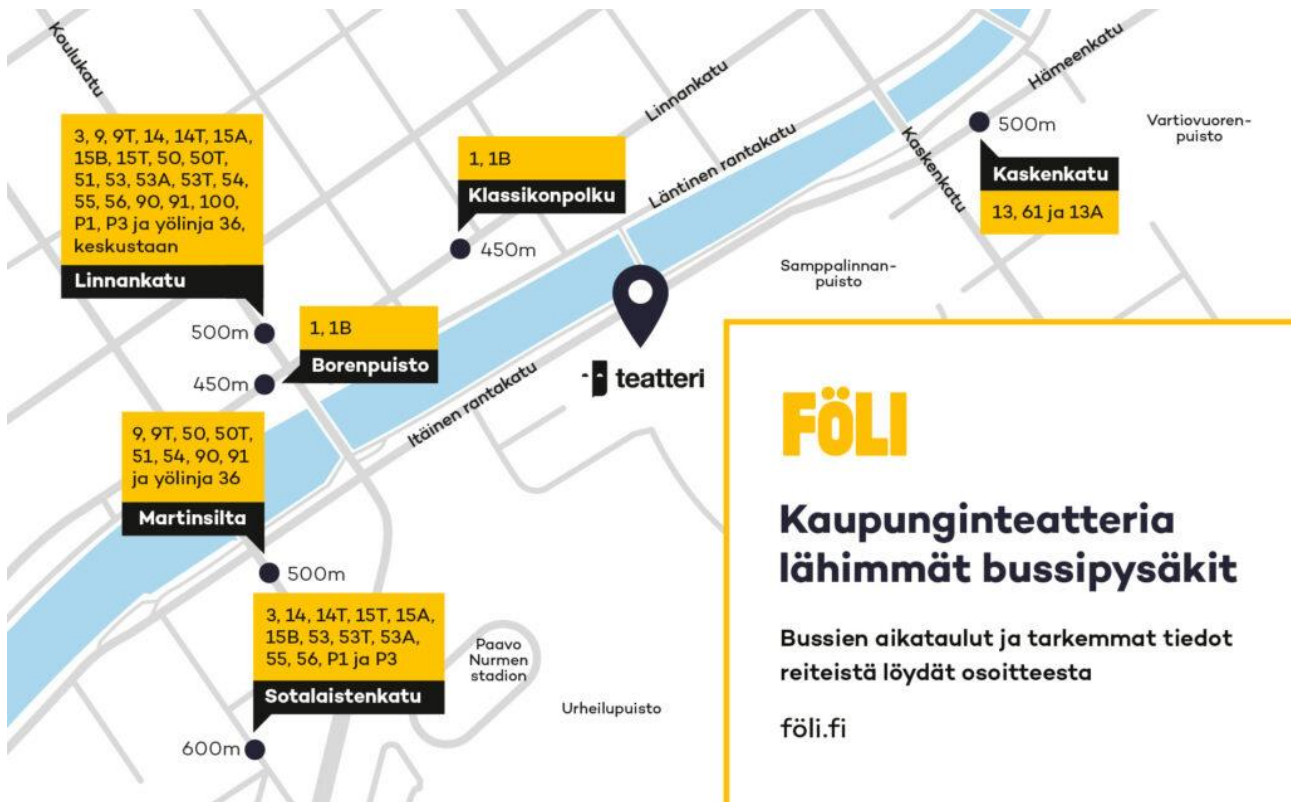 Koulukatu
3, 9, 9T, 14, 14T, 15A,
15B, 15T, 50, 50T,
51, 53, 53A, 53T, 54,
55, 56, 90, 91, 100,
P1, P3 ja yölinja 36,
keskustaan
Linnankatu
500m
1, 1B
Klassikonpolku
450m
Linnankatu
Läntinen rantakatu
Hämeenkatu
Kaskenkatu
500m
Kaskenkatu
13, 61 ja 13A
Vartiovuoren-
puisto
Samppalinnan-
puisto
1, 1B
Borenpuisto
450m
teatteri
Itäinen rantakatu
9, 9T, 50, 50T,
51, 54, 90, 91
ja yölinja 36
Martinsilta
500m
3, 14, 14T, 15T, 15A,
15B, 53, 53T, 53A,
55, 56, P1 ja P3
Sotalaistenkatu
600m
Paavo
Nurmen
stadion
Urheilupuisto
FÖLI
Kaupunginteatteria
lähimmät bussipysäkit
Bussien aikataulut ja tarkemmat tiedot
reiteistä löydät osoitteesta
föli.fi